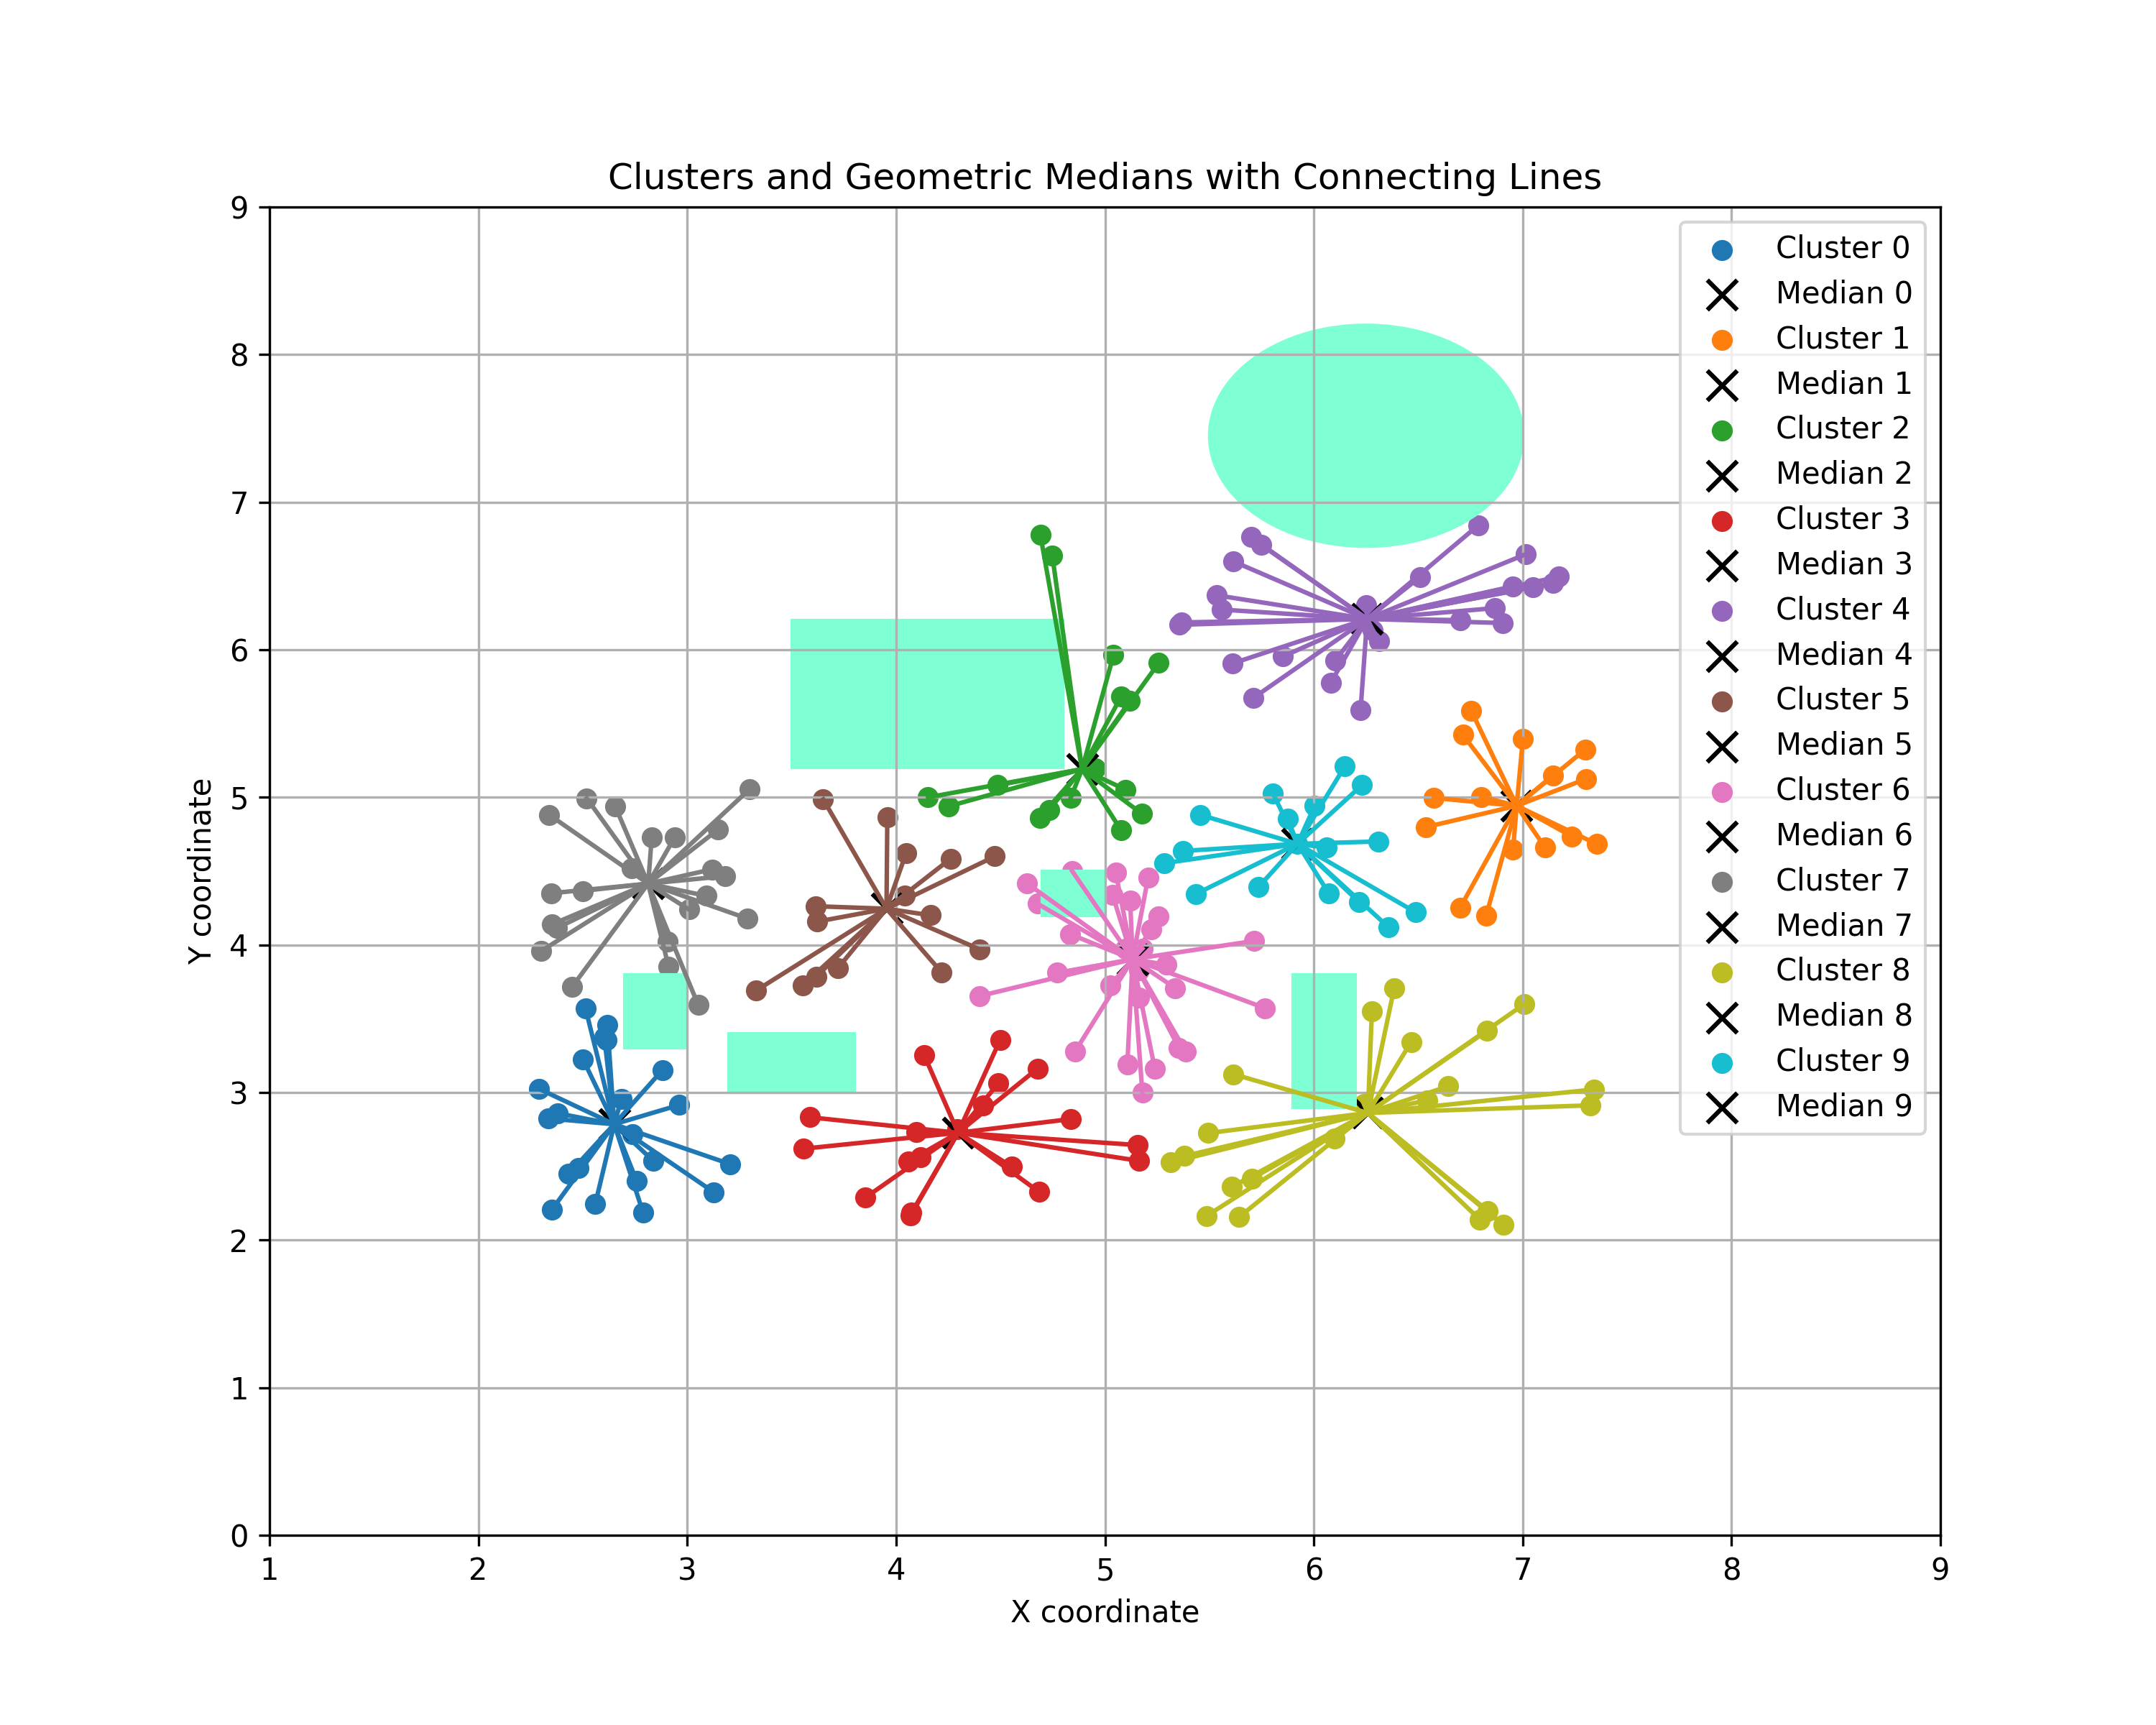 Clusters and Geometric Medians with Connecting Lines
9
8
7
6
5
4
3
2
1
0
Y coordinate
1 2 3 4 5 6 7 8 9
X coordinate
Cluster 0
Median 0
Cluster 1
Median 1
Cluster 2
Median 2
Cluster 3
Median 3
Cluster 4
Median 4
Cluster 5
Median 5
Cluster 6
Median 6
Cluster 7
Median 7
Cluster 8
Median 8
Cluster 9
Median 9